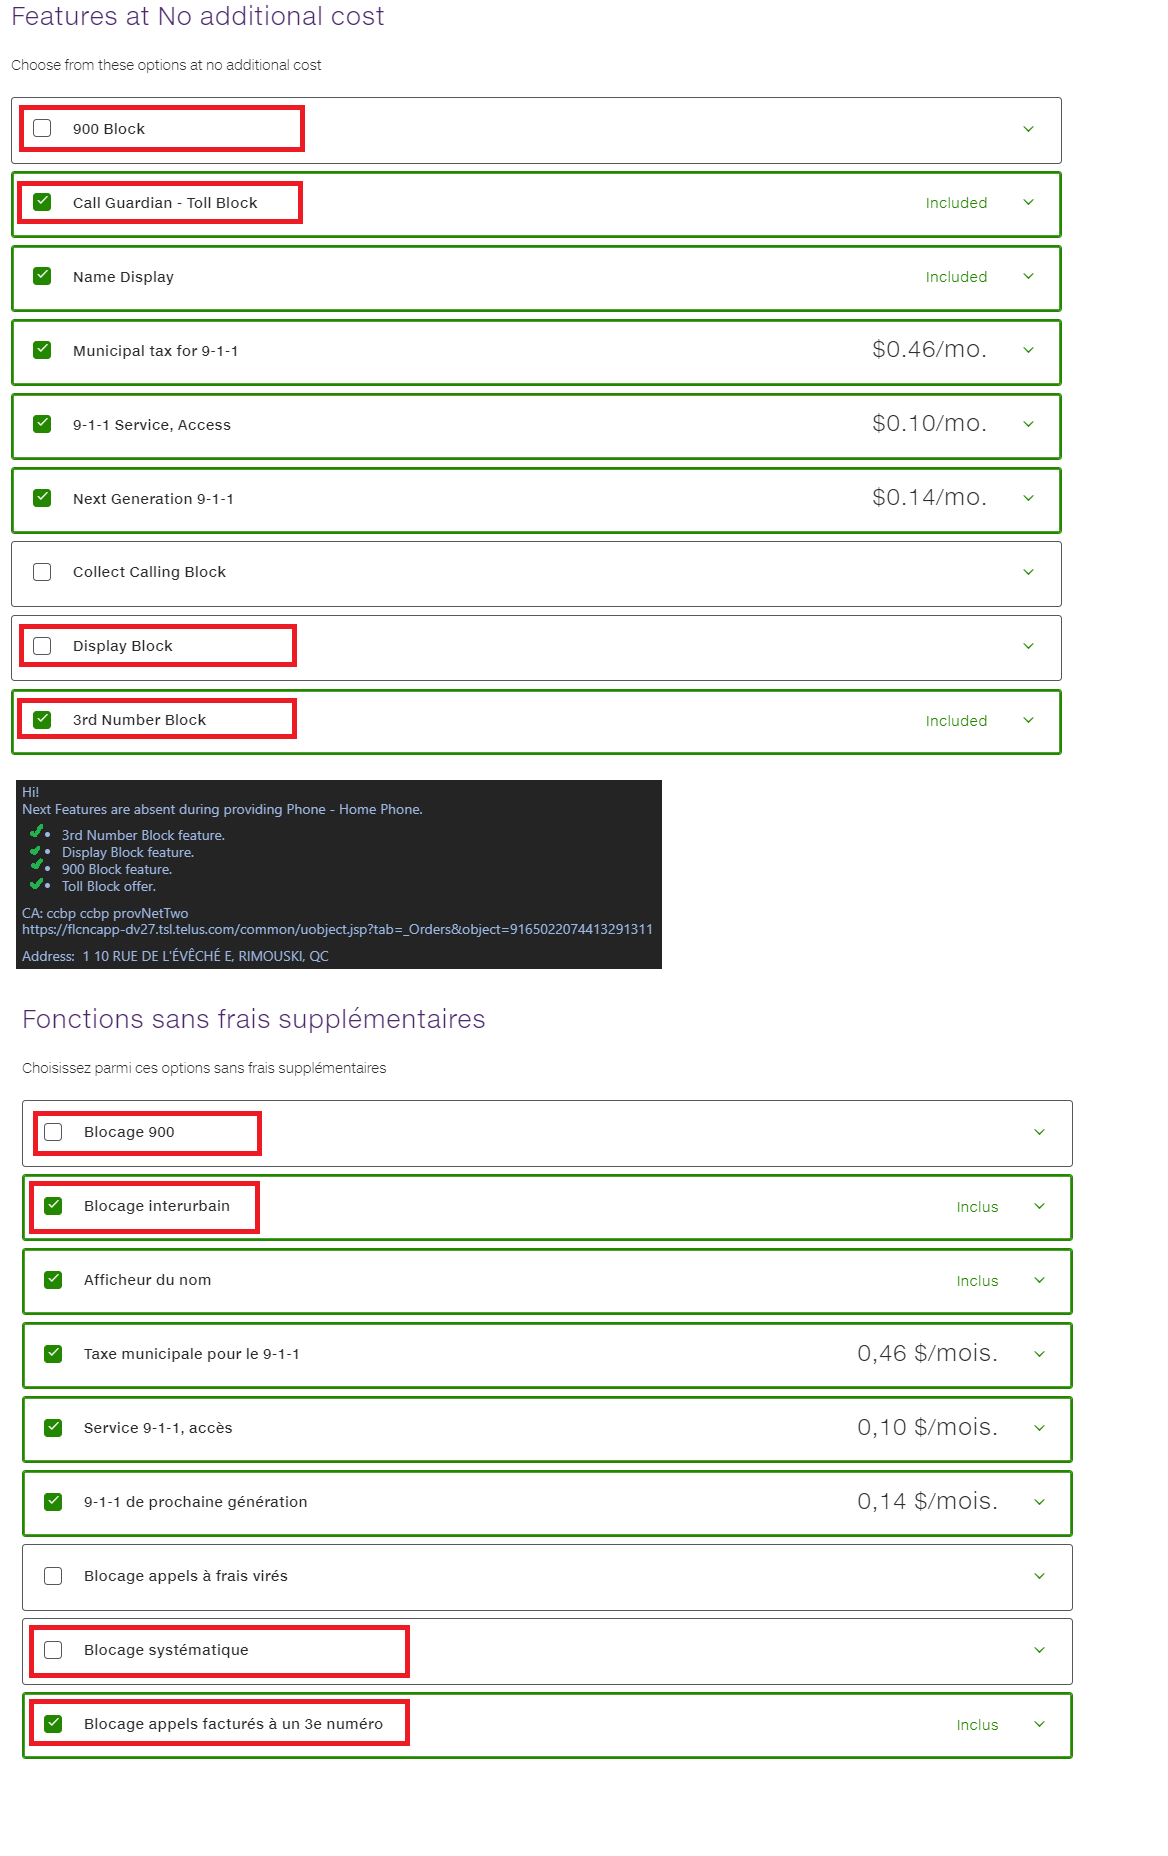 Features at No additional cost
Choose from these options at no additional cost
900 Block
Call Guardian - Toll Block Included
Name Display Included
Municipal tax for 9-1-1 $0.46/mo.
9-1-1 Service, Access $0.10/mo.
Next Generation 9-1-1 $0.14/mo.
Collect Calling Block
Display Block
3rd Number Block Included
Hi!
Next Features are absent during providing Phone - Home Phone.
• 3rd Number Block feature.
• Display Block feature.
• 900 Block feature.
• Toll Block offer.
CA: ccbp ccbp provNetTwo
https://flcncapp-dv27.tsl.telus.com/common/uobject.jsp?tab=_Orders&object=9165022074413291311
Address: 1 10 RUE DE L'ÉVÊCHÉ E, RIMOUSKI, QC
Fonctions sans frais supplémentaires
Choisissez parmi ces options sans frais supplémentaires
Blocage 900
Blocage interurbain Inclus
Afficheur du nom Inclus
Taxe municipale pour le 9-1-1 0,46 $/mois.
Service 9-1-1, accès 0,10 $/mois.
9-1-1 de prochaine génération 0,14 $/mois.
Blocage appels à frais virés
Blocage systématique
Blocage appels facturés à un 3e numéro Inclus